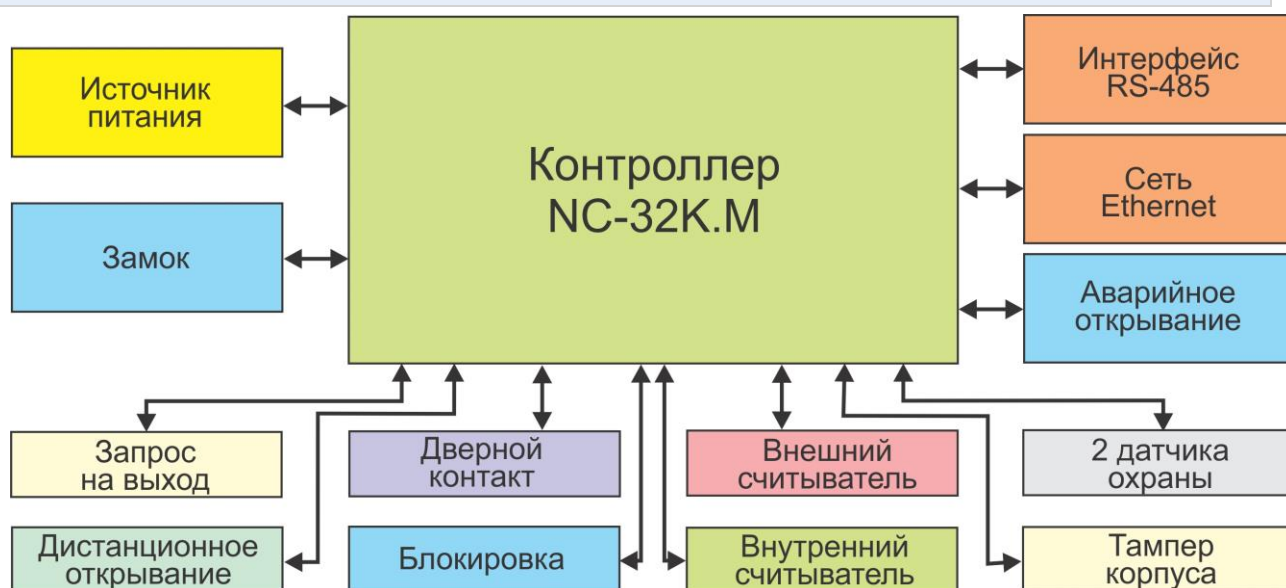 Источник
питания
Замок
Контроллер
NC-32K.M
Интерфейс
RS-485
Сеть
Ethernet
Аварийное
открывание
Запрос
на выход
Дверной
контакт
Внешний
считыватель
2 датчика
охраны
Дистанционное
открывание
Блокировка
Внутренний
считыватель
Тампер
корпуса